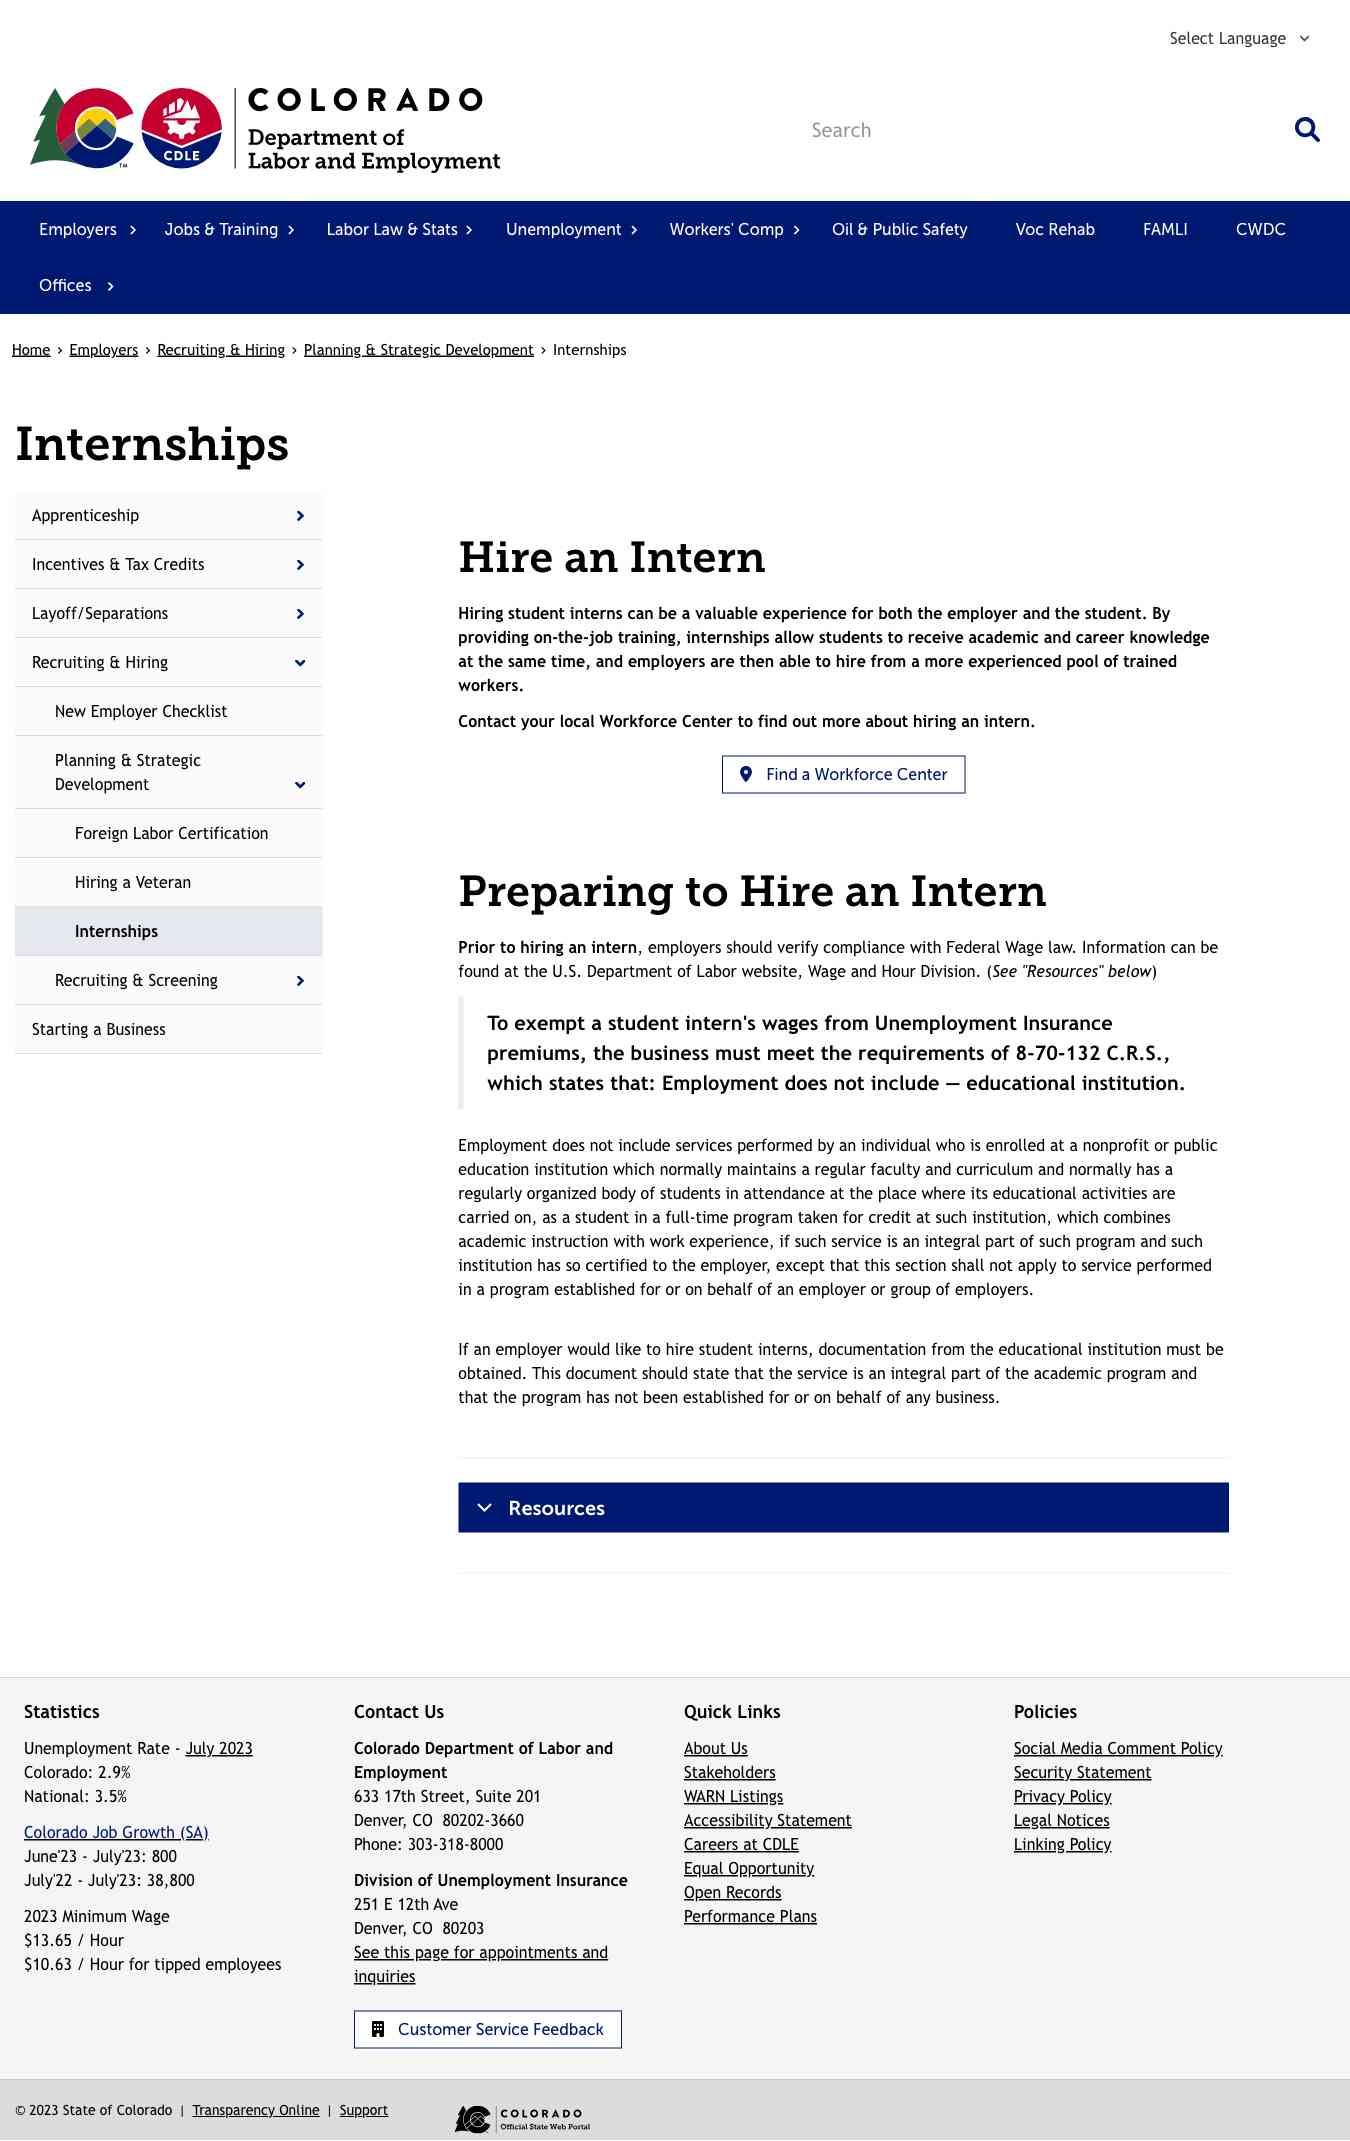 Select Language
COLORADO
Department of
Labor and Employment
CDLE
TM
Search
Employers
Jobs & Training
Labor Law & Stats
Unemployment
Workers' Comp
Oil & Public Safety
Voc Rehab
FAMLI
CWDC
Offices
Home › Employers › Recruiting & Hiring › Planning & Strategic Development › Internships
Internships
Apprenticeship
Incentives & Tax Credits
Layoff/Separations
Recruiting & Hiring
New Employer Checklist
Planning & Strategic
Development
Foreign Labor Certification
Hiring a Veteran
Internships
Recruiting & Screening
Starting a Business
Hire an Intern
Hiring student interns can be a valuable experience for both the employer and the student. By
providing on-the-job training, internships allow students to receive academic and career knowledge
at the same time, and employers are then able to hire from a more experienced pool of trained
workers.
Contact your local Workforce Center to find out more about hiring an intern.
Find a Workforce Center
Preparing to Hire an Intern
Prior to hiring an intern, employers should verify compliance with Federal Wage law. Information can be
found at the U.S. Department of Labor website, Wage and Hour Division. (See "Resources" below)
To exempt a student intern's wages from Unemployment Insurance
premiums, the business must meet the requirements of 8-70-132 C.R.S.,
which states that: Employment does not include — educational institution.
Employment does not include services performed by an individual who is enrolled at a nonprofit or public
education institution which normally maintains a regular faculty and curriculum and normally has a
regularly organized body of students in attendance at the place where its educational activities are
carried on, as a student in a full-time program taken for credit at such institution, which combines
academic instruction with work experience, if such service is an integral part of such program and such
institution has so certified to the employer, except that this section shall not apply to service performed
in a program established for or on behalf of an employer or group of employers.
If an employer would like to hire student interns, documentation from the educational institution must be
obtained. This document should state that the service is an integral part of the academic program and
that the program has not been established for or on behalf of any business.
Resources
Statistics
Unemployment Rate - July 2023
Colorado: 2.9%
National: 3.5%
Colorado Job Growth (SA)
June'23 - July'23: 800
July'22 - July'23: 38,800
2023 Minimum Wage
$13.65 / Hour
$10.63 / Hour for tipped employees
Contact Us
Colorado Department of Labor and
Employment
633 17th Street, Suite 201
Denver, CO  80202-3660
Phone: 303-318-8000
Division of Unemployment Insurance
251 E 12th Ave
Denver, CO  80203
See this page for appointments and
inquiries
Customer Service Feedback
Quick Links
About Us
Stakeholders
WARN Listings
Accessibility Statement
Careers at CDLE
Equal Opportunity
Open Records
Performance Plans
Policies
Social Media Comment Policy
Security Statement
Privacy Policy
Legal Notices
Linking Policy
© 2023 State of Colorado | Transparency Online | Support
COLORADO
Official State Web Portal